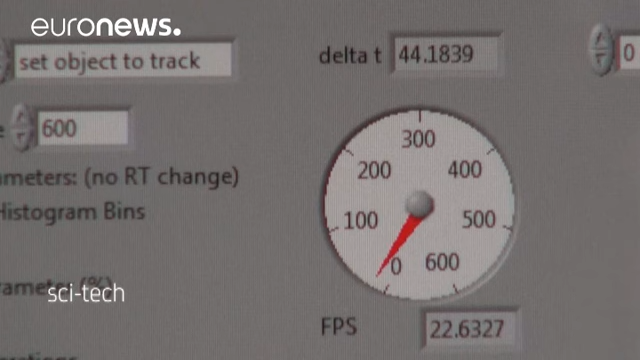 euronews.
set object to track
delta t 44.1839
0
600
300
200 400
100 500
0 600
(no RT change)
Histogram Bins
sci-tech
FPS 22.6327